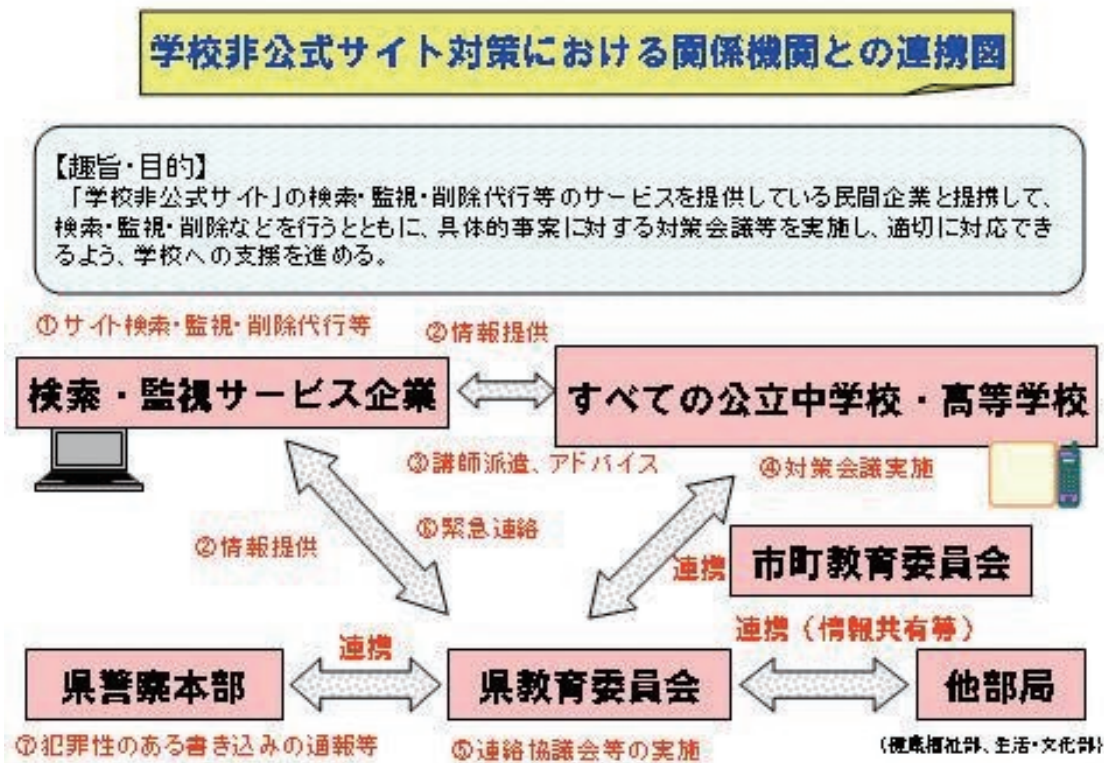 学校非公式サイト対策における関係機関との連携図
【趣旨・目的】
「学校非公式サイト」の検索・監視・削除代行等のサービスを提供している民間企業と提携して、
検索・監視・削除などを行うとともに、具体的事案に対する対策会議等を実施し、適切に対応でき
るよう、学校への支援を進める。
①サイト検索・監視・削除代行等
②情報提供
検索・監視サービス企業
すべての公立中学校・高等学校
③講師派遣、アドバイス
④対策会議実施
⑥緊急連絡
②情報提供
連携
市町教育委員会
連携
連携（情報共有等）
県警察本部
県教育委員会
他部局
⑦犯罪性のある書き込みの通報等
⑤連絡協議会等の実施
（健康福祉部、生活・文化部）